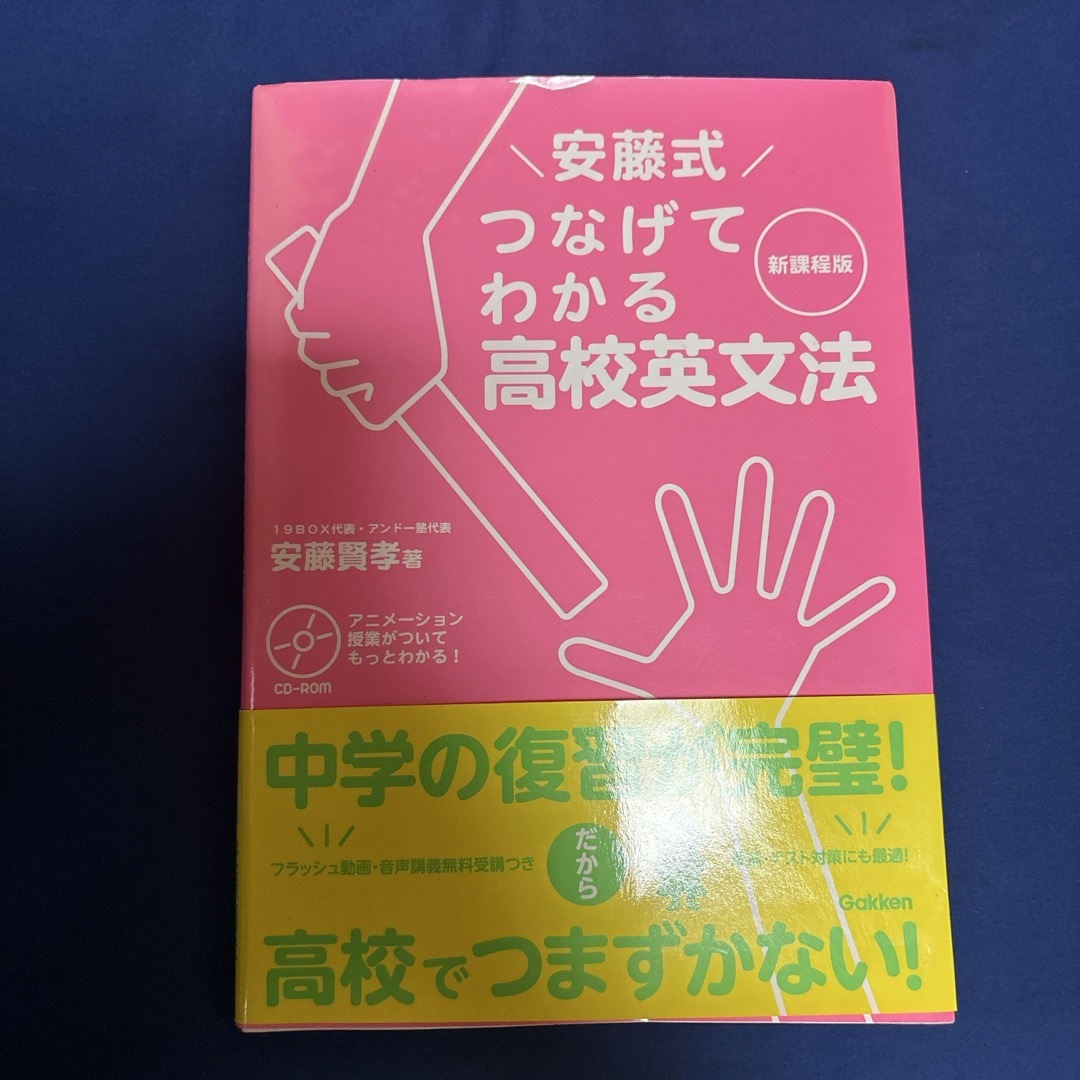 安藤式
つなげて
わかる
高校英文法
新課程版
19BOX代表・アンドー塾代表
安藤賢孝著
アニメーション
授業がついて
もっとわかる!
CD-ROM
中学の復習が完璧!
フラッシュ動画・音声講義無料受講つき
だから
テスト対策にも最適!
Gakken
高校でつまずかない!